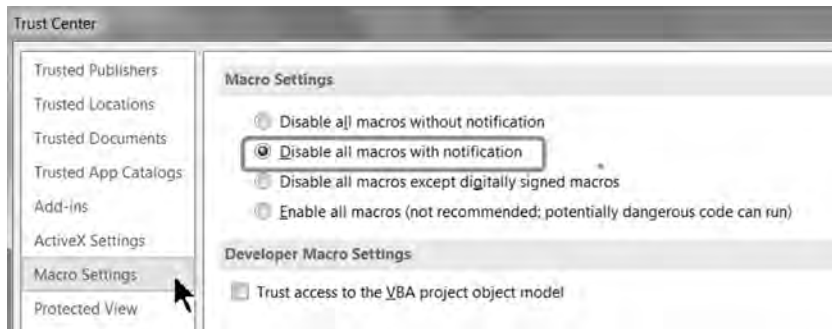 Trust Center
Trusted Publishers
Trusted Locations
Trusted Documents
Trusted App Catalogs
Add-ins
ActiveX Settings
Macro Settings
Protected View
Macro Settings
Disable all macros without notification
Disable all macros with notification
Disable all macros except digitally signed macros
Enable all macros (not recommended; potentially dangerous code can run)
Developer Macro Settings
Trust access to the VBA project object model